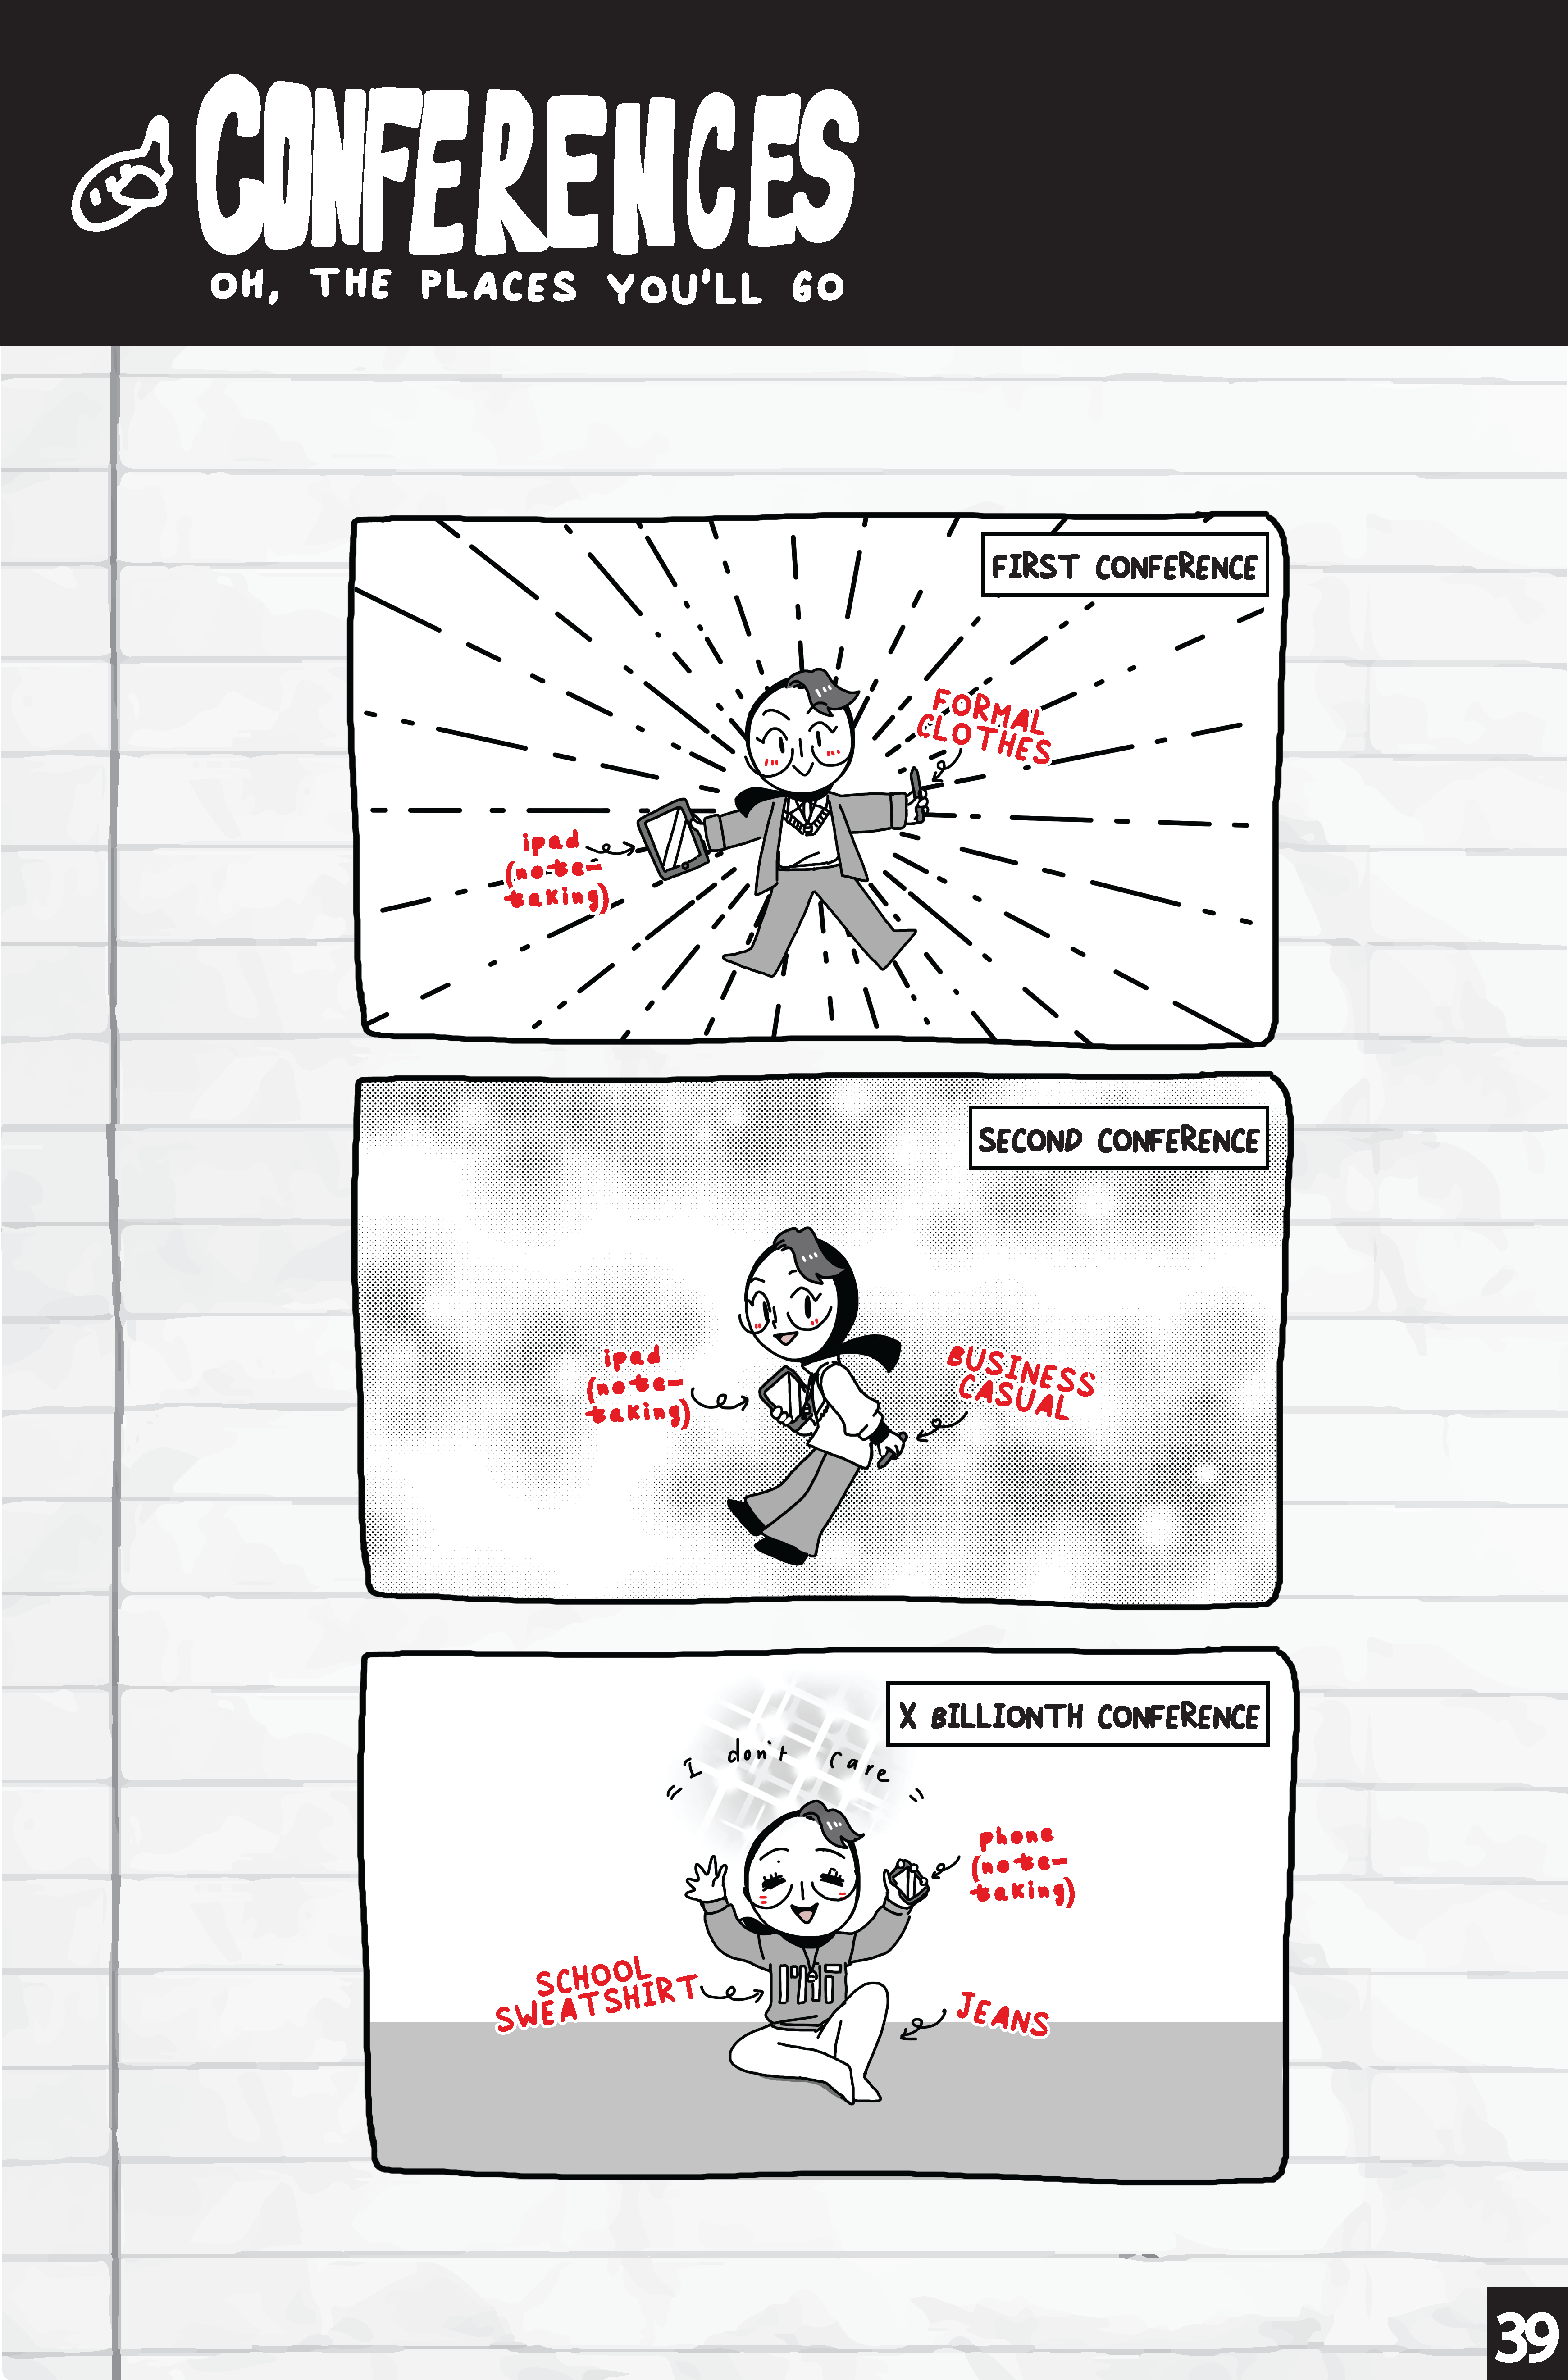 CONFERENCES
OH, THE PLACES YOU'LL GO
FIRST CONFERENCE
FORMAL
CLOTHES
ipad
(note-
taking)
SECOND CONFERENCE
ipad
(note-
taking)
BUSINESS
CASUAL
X BILLIONTH CONFERENCE
I don't care
phone
(note-
taking)
MIT
SCHOOL
SWEATSHIRT
JEANS
39